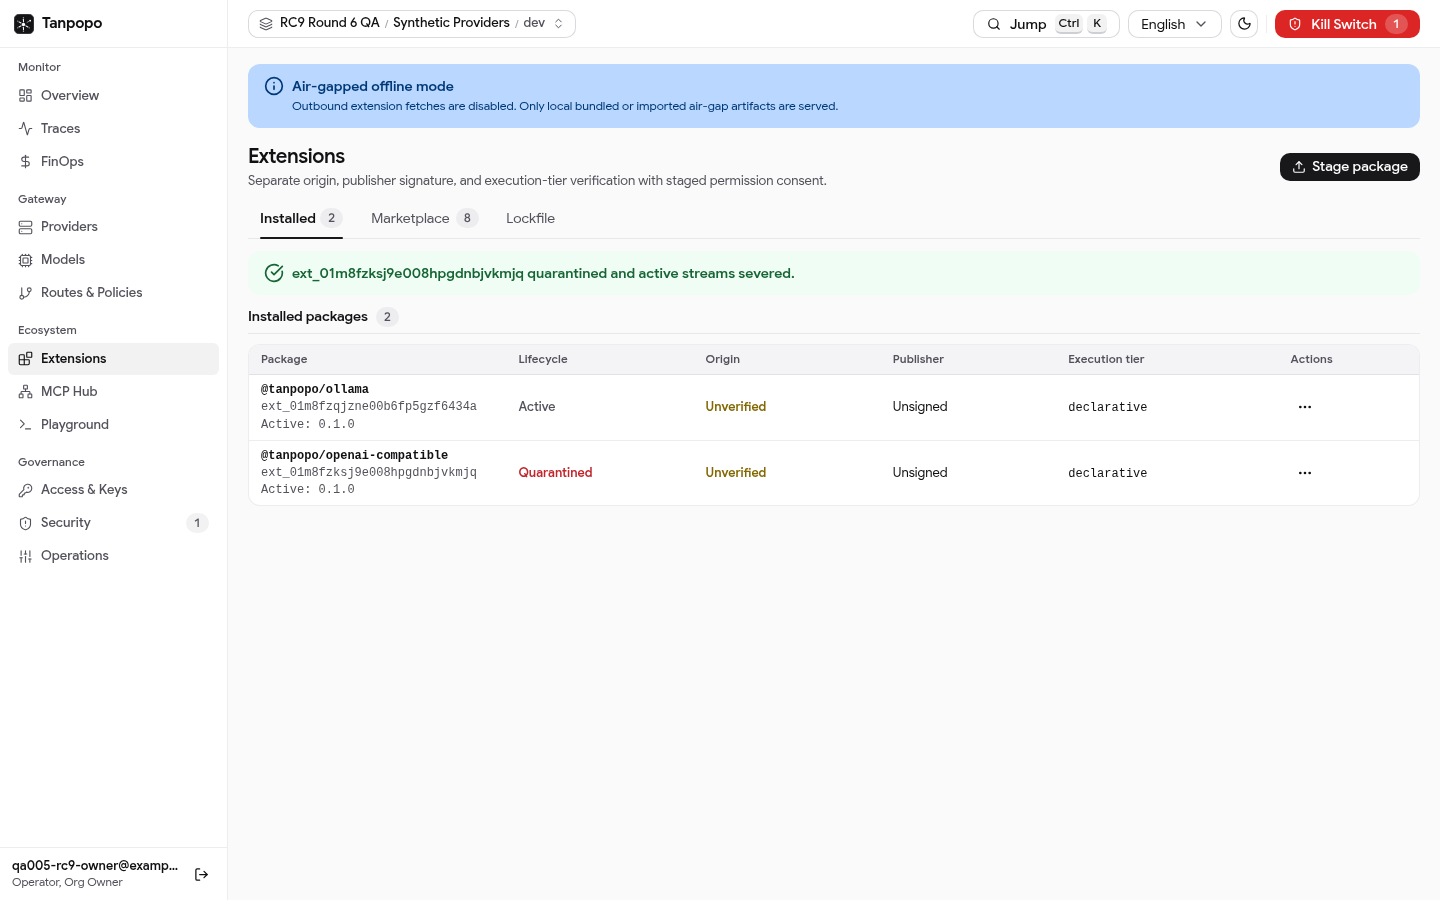 Tanpopo
RC9 Round 6 QA / Synthetic Providers / dev
Jump Ctrl K
English
Kill Switch 1
Monitor
Overview
Traces
FinOps
Gateway
Providers
Models
Routes & Policies
Ecosystem
Extensions
MCP Hub
Playground
Governance
Access & Keys
Security 1
Operations
qa005-rc9-owner@examp...
Operator, Org Owner
Air-gapped offline mode
Outbound extension fetches are disabled. Only local bundled or imported air-gap artifacts are served.
Extensions
Separate origin, publisher signature, and execution-tier verification with staged permission consent.
Stage package
Installed 2 Marketplace 8 Lockfile
ext_01m8fzksj9e008hpgdnbjvkmjq quarantined and active streams severed.
Installed packages 2
Package Lifecycle Origin Publisher Execution tier Actions
@tanpopo/ollama
ext_01m8fzqjzne00b6fp5gzf6434a Active Unverified Unsigned declarative
Active: 0.1.0
@tanpopo/openai-compatible
ext_01m8fzksj9e008hpgdnbjvkmjq Quarantined Unverified Unsigned declarative
Active: 0.1.0